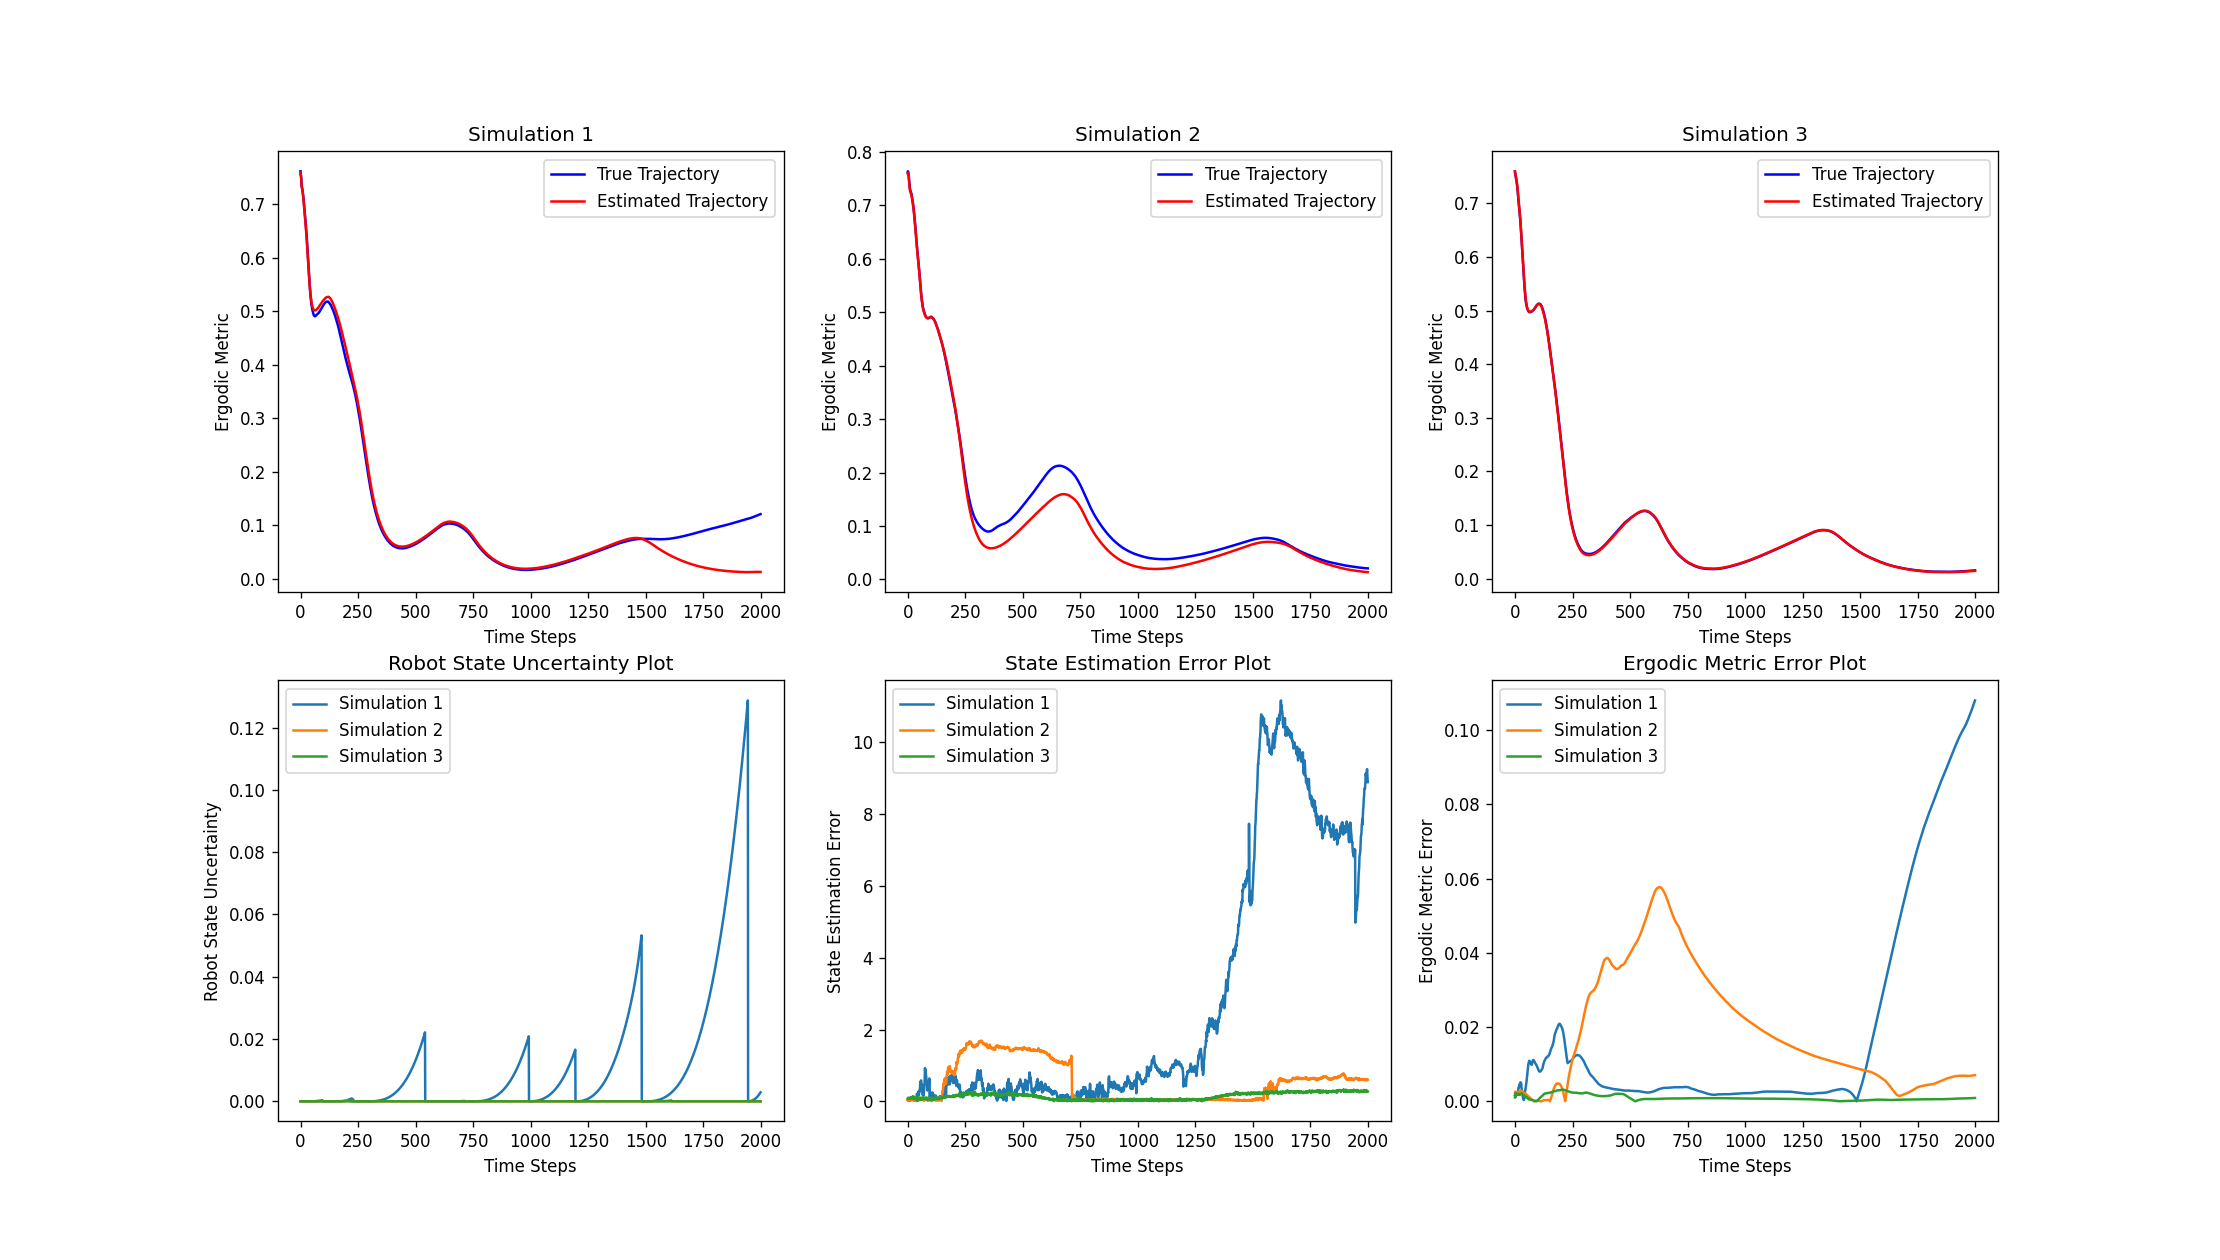 Simulation 1
True Trajectory
Estimated Trajectory
0.7
0.6
0.5
0.4
0.3
0.2
0.1
0.0
Ergodic Metric
0 250 500 750 1000 1250 1500 1750 2000
Time Steps
Simulation 2
True Trajectory
Estimated Trajectory
0.8
0.7
0.6
0.5
0.4
0.3
0.2
0.1
0.0
Ergodic Metric
0 250 500 750 1000 1250 1500 1750 2000
Time Steps
Simulation 3
True Trajectory
Estimated Trajectory
0.7
0.6
0.5
0.4
0.3
0.2
0.1
0.0
Ergodic Metric
0 250 500 750 1000 1250 1500 1750 2000
Time Steps
Robot State Uncertainty Plot
Simulation 1
Simulation 2
Simulation 3
0.12
0.10
0.08
0.06
0.04
0.02
0.00
Robot State Uncertainty
0 250 500 750 1000 1250 1500 1750 2000
Time Steps
State Estimation Error Plot
Simulation 1
Simulation 2
Simulation 3
10
8
6
4
2
0
State Estimation Error
0 250 500 750 1000 1250 1500 1750 2000
Time Steps
Ergodic Metric Error Plot
Simulation 1
Simulation 2
Simulation 3
0.10
0.08
0.06
0.04
0.02
0.00
Ergodic Metric Error
0 250 500 750 1000 1250 1500 1750 2000
Time Steps